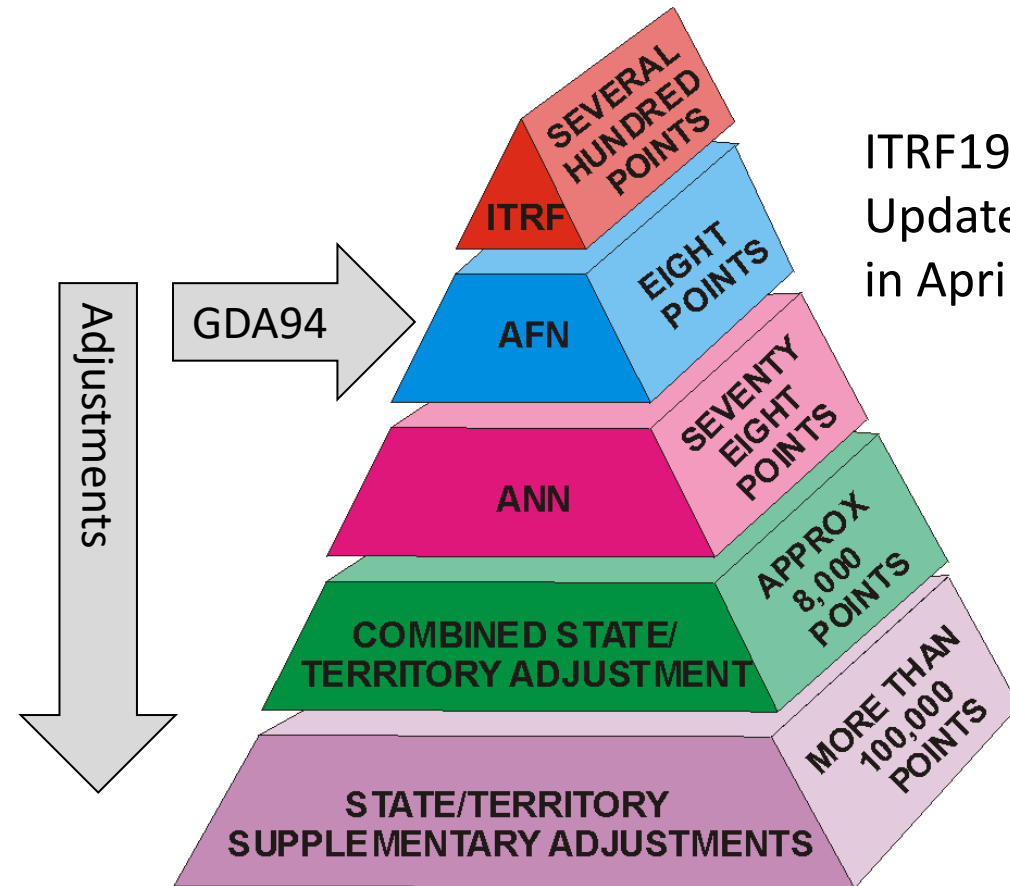 SEVERAL
HUNDRED
POINTS
ITRF
ITRF19
Update
in Apri
EIGHT
POINTS
GDA94
AFN
Adjustments
SEVENTY
EIGHT
POINTS
ANN
APPROX
8,000
POINTS
COMBINED STATE/
TERRITORY ADJUSTMENT
MORE THAN
100,000
POINTS
STATE/TERRITORY
SUPPLEMENTARY ADJUSTMENTS